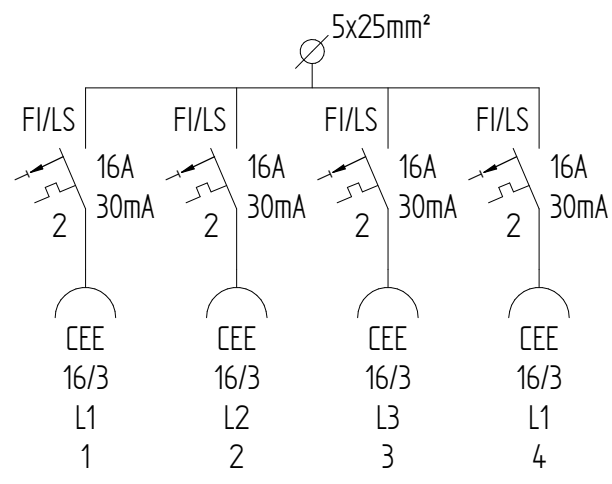 5x25mm²
FI/LS FI/LS FI/LS FI/LS
16A 16A 16A 16A
30mA 30mA 30mA 30mA
2 2 2 2
CEE CEE CEE CEE
16/3 16/3 16/3 16/3
L1 L2 L3 L1
1 2 3 4